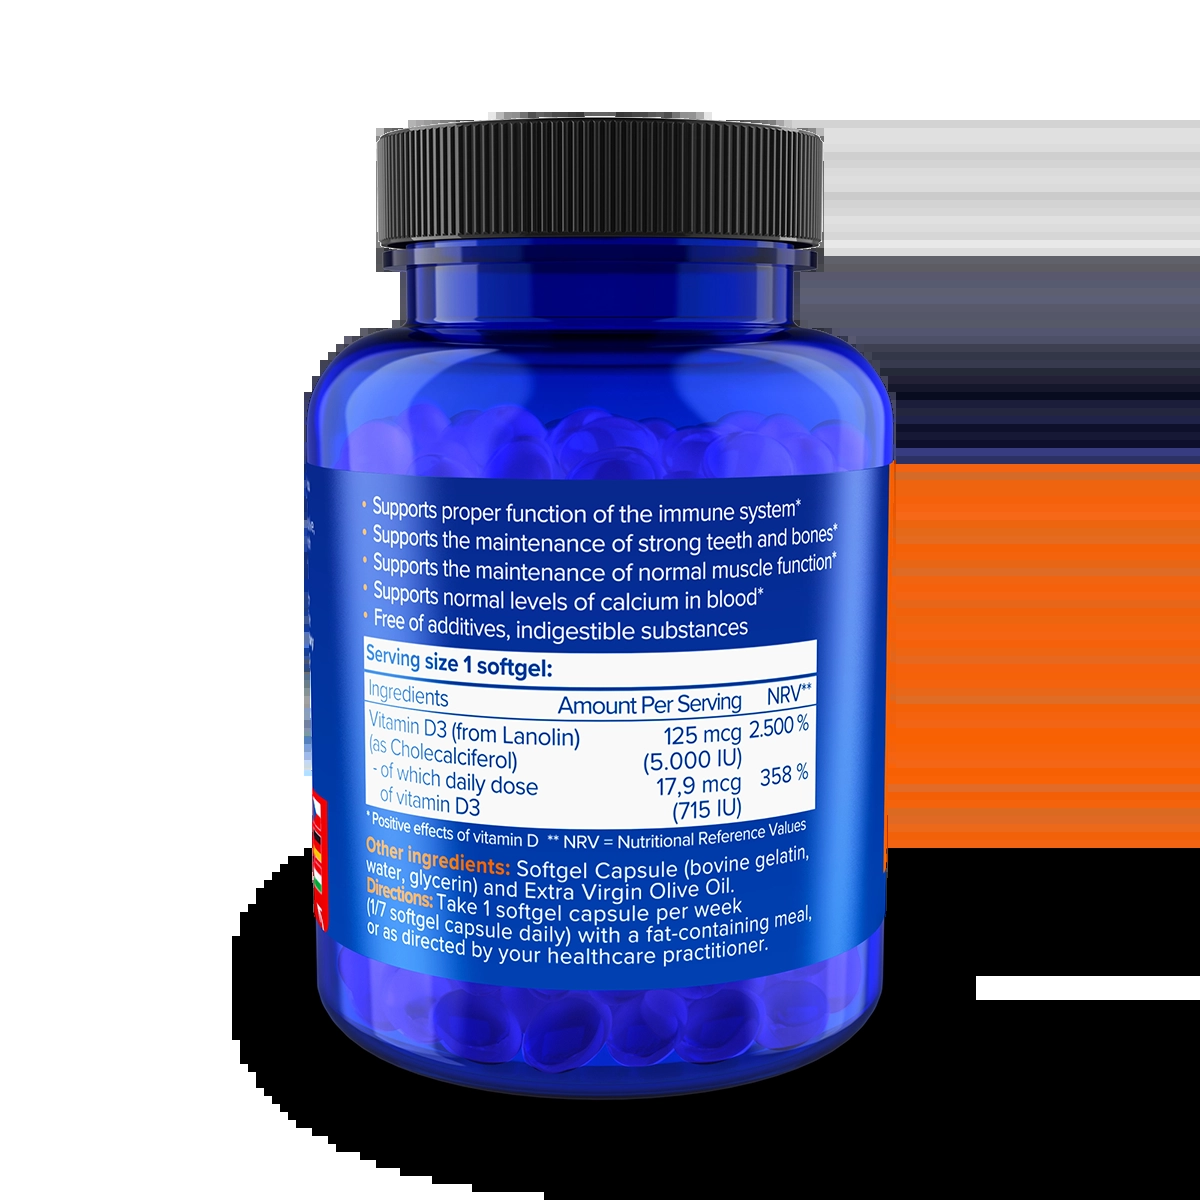 • Supports proper function of the immune system*
• Supports the maintenance of strong teeth and bones*
• Supports the maintenance of normal muscle function*
• Supports normal levels of calcium in blood*
• Free of additives, indigestible substances
Serving size 1 softgel:
Ingredients Amount Per Serving NRV**
Vitamin D3 (from Lanolin) 125 mcg 2.500 %
(as Cholecalciferol) (5.000 IU)
- of which daily dose 17,9 mcg 358 %
of vitamin D3 (715 IU)
* Positive effects of vitamin D ** NRV = Nutritional Reference Values
Other ingredients: Softgel Capsule (bovine gelatin,
water, glycerin) and Extra Virgin Olive Oil.
Directions: Take 1 softgel capsule per week
(1/7 softgel capsule daily) with a fat-containing meal,
or as directed by your healthcare practitioner.